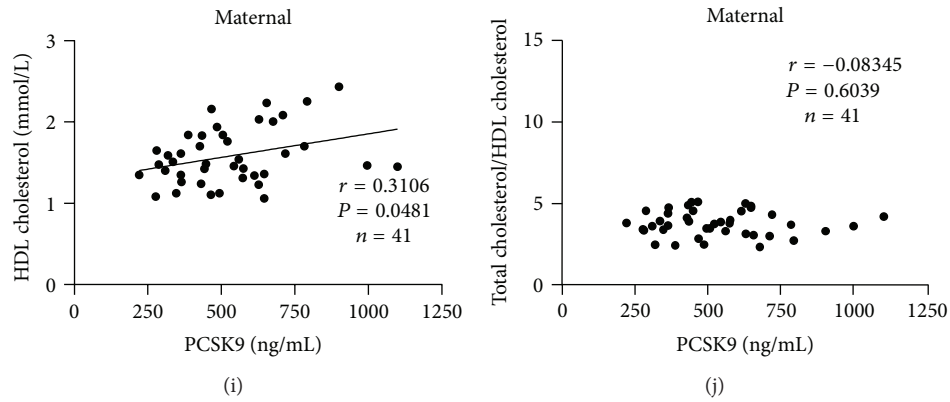 Maternal
HDL cholesterol (mmol/L)
3
2
1
0
r = 0.3106
P = 0.0481
n = 41
0 250 500 750 1000 1250
PCSK9 (ng/mL)
(i)
Maternal
Total cholesterol/HDL cholesterol
15
10
5
0
r = −0.08345
P = 0.6039
n = 41
0 250 500 750 1000 1250
PCSK9 (ng/mL)
(j)